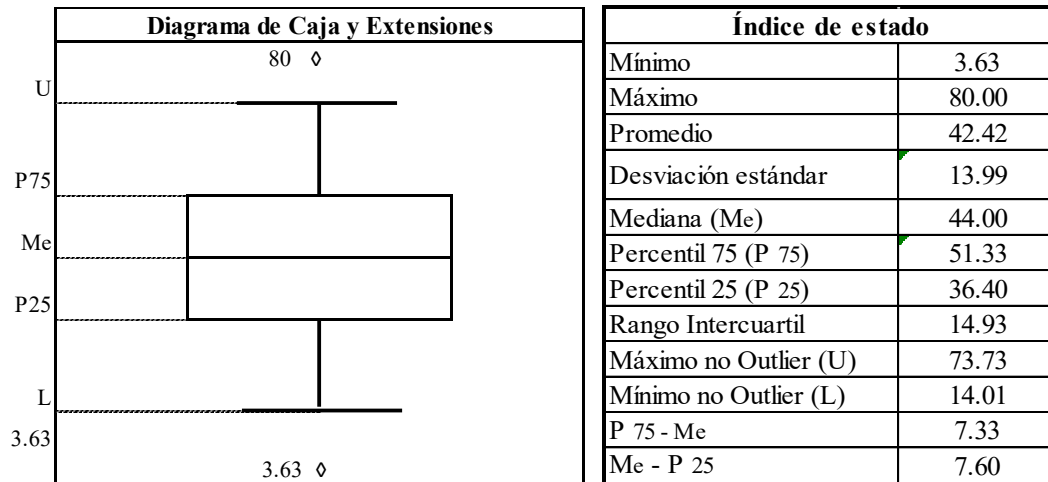 Diagrama de Caja y Extensiones
80 ◊
U
P75
Me
P25
L
3.63
3.63 ◊
Índice de estado
Mínimo 3.63
Máximo 80.00
Promedio 42.42
Desviación estándar 13.99
Mediana (Me) 44.00
Percentil 75 (P 75) 51.33
Percentil 25 (P 25) 36.40
Rango Intercuartil 14.93
Máximo no Outlier (U) 73.73
Mínimo no Outlier (L) 14.01
P 75 - Me 7.33
Me - P 25 7.60